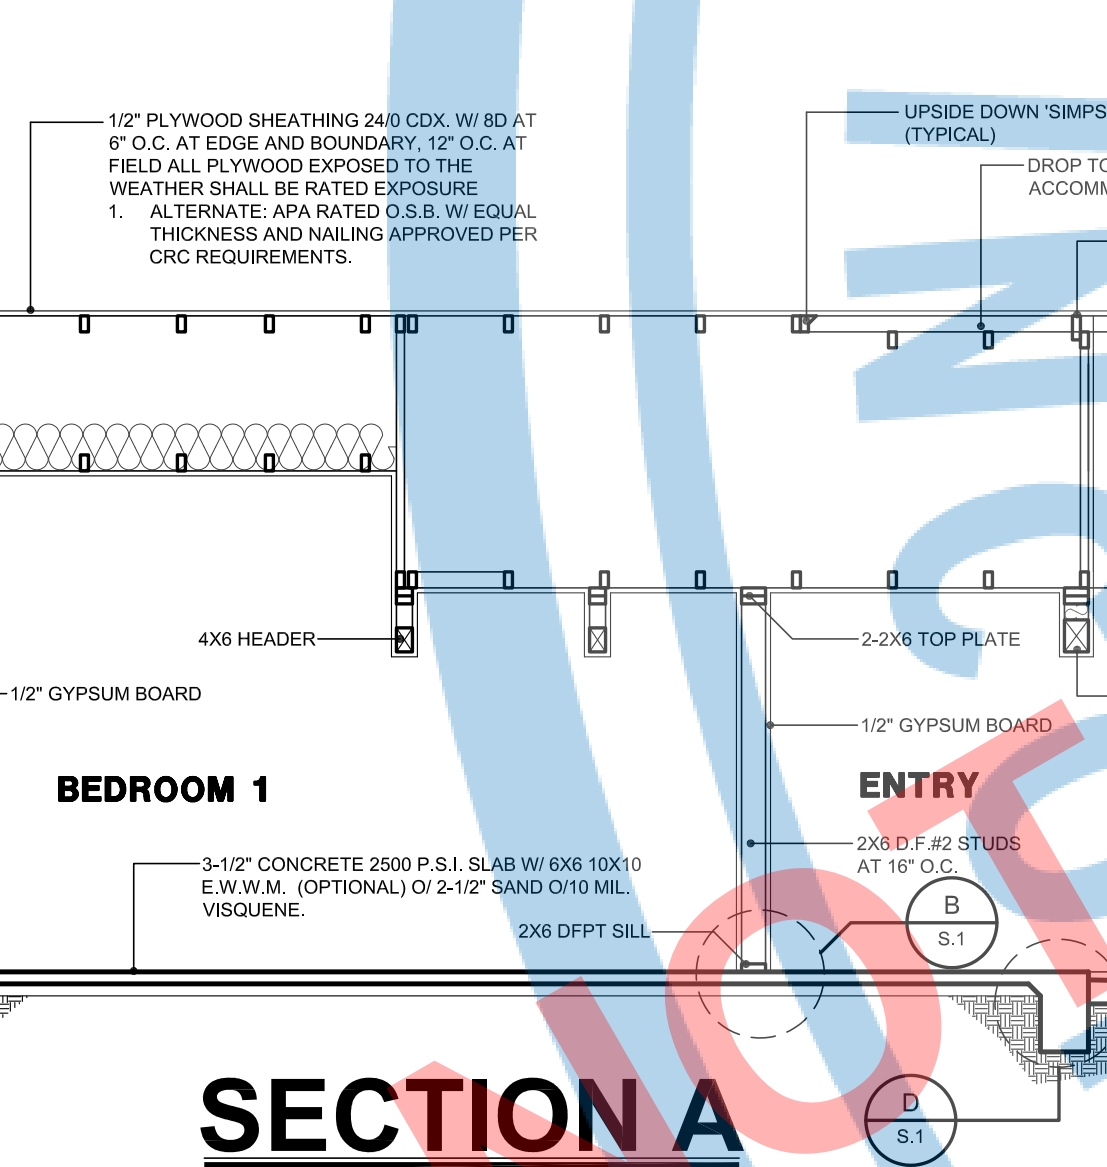 1/2" PLYWOOD SHEATHING 24/0 CDX. W/ 8D AT
6" O.C. AT EDGE AND BOUNDARY, 12" O.C. AT
FIELD ALL PLYWOOD EXPOSED TO THE
WEATHER SHALL BE RATED EXPOSURE
1. ALTERNATE: APA RATED O.S.B. W/ EQUAL
THICKNESS AND NAILING APPROVED PER
CRC REQUIREMENTS.
UPSIDE DOWN 'SIMPS
(TYPICAL)
DROP TO
ACCOMM
4X6 HEADER
2-2X6 TOP PLATE
1/2" GYPSUM BOARD
1/2" GYPSUM BOARD
BEDROOM 1
ENTRY
2X6 D.F.#2 STUDS
AT 16" O.C.
3-1/2" CONCRETE 2500 P.S.I. SLAB W/ 6X6 10X10
E.W.W.M. (OPTIONAL) O/ 2-1/2" SAND O/10 MIL.
VISQUENE.
2X6 DFPT SILL
B
S.1
D
S.1
SECTION A
NOT